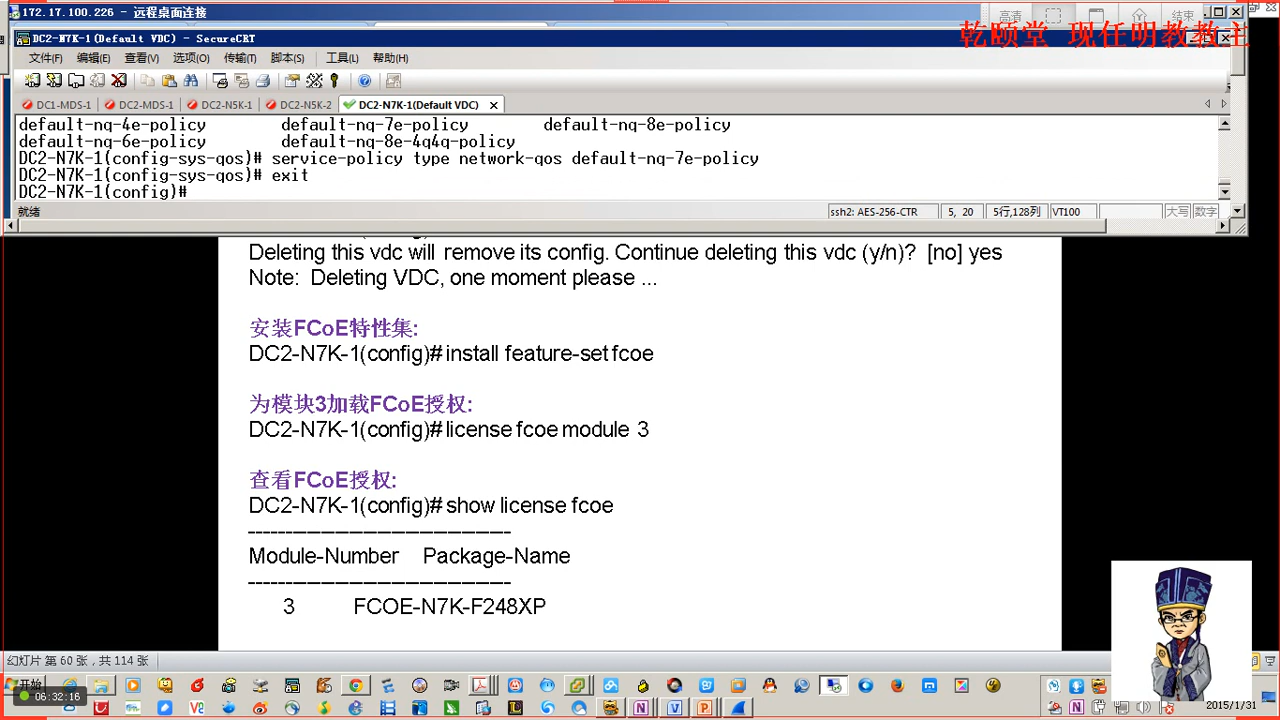 172.17.100.226 - 远程桌面连接
高清
结束
乾颐堂 现任明教教主
DC2-N7K-1(Default VDC) - SecureCRT
文件(F) 编辑(E) 查看(V) 选项(O) 传输(T) 脚本(S) 工具(L) 帮助(H)
DC1-MDS-1 DC2-MDS-1 DC2-N5K-1 DC2-N5K-2 DC2-N7K-1(Default VDC)
default-nq-4e-policy default-nq-7e-policy default-nq-8e-policy
default-nq-6e-policy default-nq-8e-4q4q-policy
DC2-N7K-1(config-sys-qos)# service-policy type network-qos default-nq-7e-policy
DC2-N7K-1(config-sys-qos)# exit
DC2-N7K-1(config)#
就绪 ssh2: AES-256-CTR 5, 20 5行,128列 VT100 大写 数字
Deleting this vdc will remove its config. Continue deleting this vdc (y/n)? [no] yes
Note: Deleting VDC, one moment please ...
安装FCoE特性集:
DC2-N7K-1(config)# install feature-set fcoe
为模块3加载FCoE授权:
DC2-N7K-1(config)# license fcoe module 3
查看FCoE授权:
DC2-N7K-1(config)# show license fcoe
----------------------------------------
Module-Number Package-Name
----------------------------------------
3 FCOE-N7K-F248XP
幻灯片 第 60 张 , 共 114 张
开始
06:32:16
2015/1/31